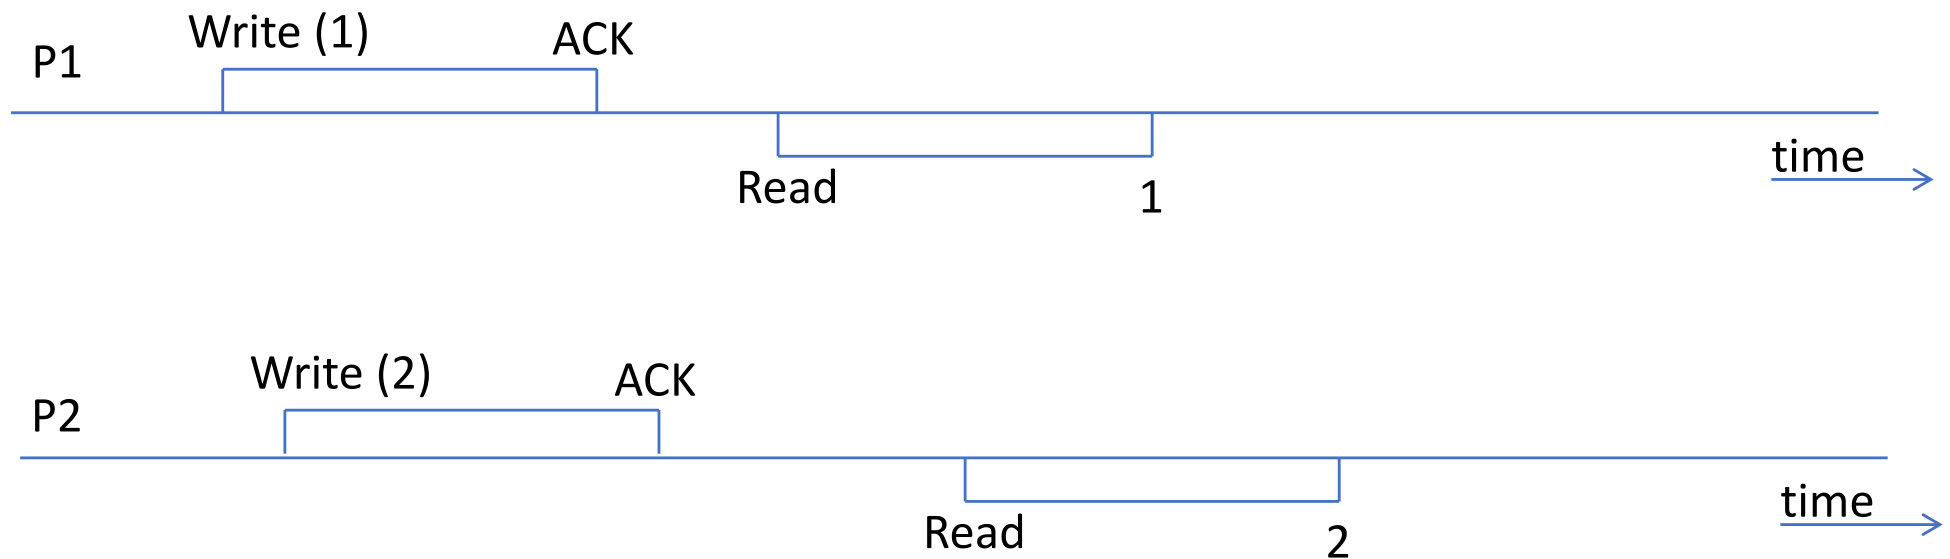 Write (1)
ACK
P1
time
Read
1
Write (2)
ACK
P2
time
Read
2